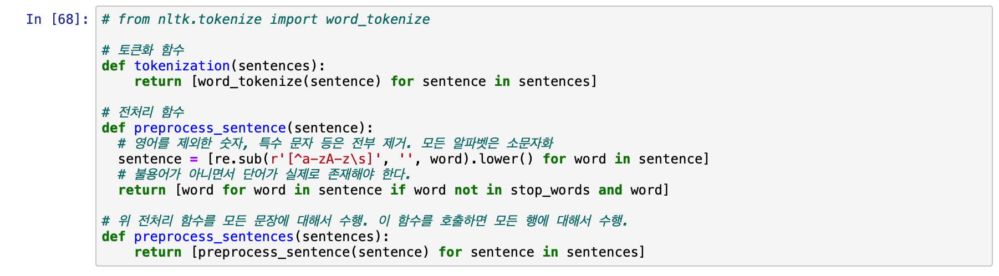 In [68]: # from nltk.tokenize import word_tokenize
# 토큰화 함수
def tokenization(sentences):
    return [word_tokenize(sentence) for sentence in sentences]
# 전처리 함수
def preprocess_sentence(sentence):
  # 영어를 제외한 숫자, 특수 문자 등은 전부 제거. 모든 알파벳은 소문자화
  sentence = [re.sub(r'[^a-zA-z\s]', '', word).lower() for word in sentence]
  # 불용어가 아니면서 단어가 실제로 존재해야 한다.
  return [word for word in sentence if word not in stop_words and word]
# 위 전처리 함수를 모든 문장에 대해서 수행. 이 함수를 호출하면 모든 행에 대해서 수행.
def preprocess_sentences(sentences):
    return [preprocess_sentence(sentence) for sentence in sentences]